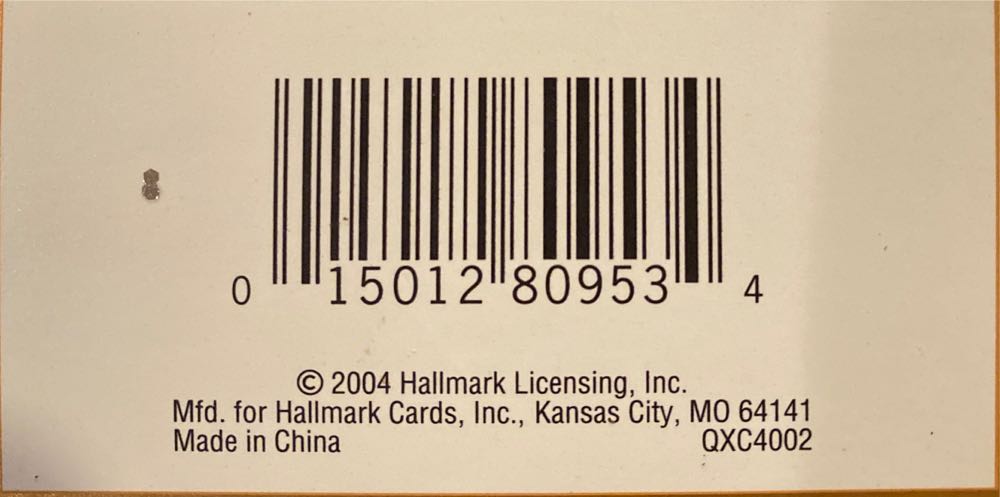 0 15012 80953 4
© 2004 Hallmark Licensing, Inc.
Mfd. for Hallmark Cards, Inc., Kansas City, MO 64141
Made in China QXC4002